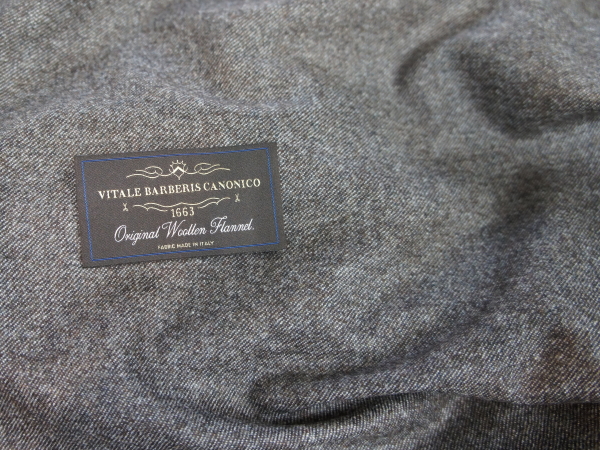 VITALE BARBERIS CANONICO
1663
Original Woollen Flannel.
FABRIC MADE IN ITALY